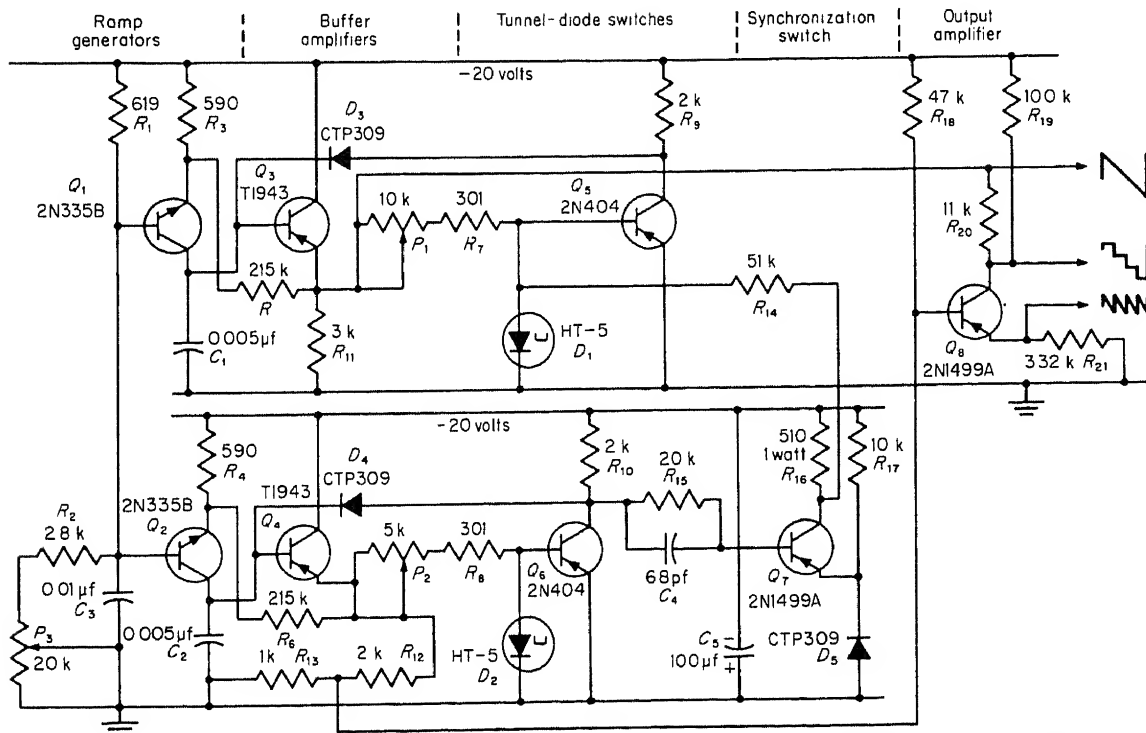 Ramp generators
Buffer amplifiers
Tunnel-diode switches
Synchronization switch
Output amplifier
-20 volts
619 R1
590 R3
D3 CTP309
2 k R9
47 k R18
100 k R19
Q1 2N335B
Q3 TI943
10 k P1
301 R7
Q5 2N404
11 k R20
215 k R
51 k R14
0 005μf C1
3 k R11
HT-5 D1
Q8 2N1499A
332 k R21
-20 volts
590 R4
D4 CTP309
2 k R10
510 1 watt R16
10 k R17
R2 28 k
2N335B Q2
TI943 Q4
5 k P2
301 R8
20 k R15
Q6 2N404
68pf C4
Q7 2N1499A
0 01 μf C3
215 k R6
P3 20 k
0 005μf C2
1k R13
2 k R12
HT-5 D2
C5 − 100μf +
CTP309 D5